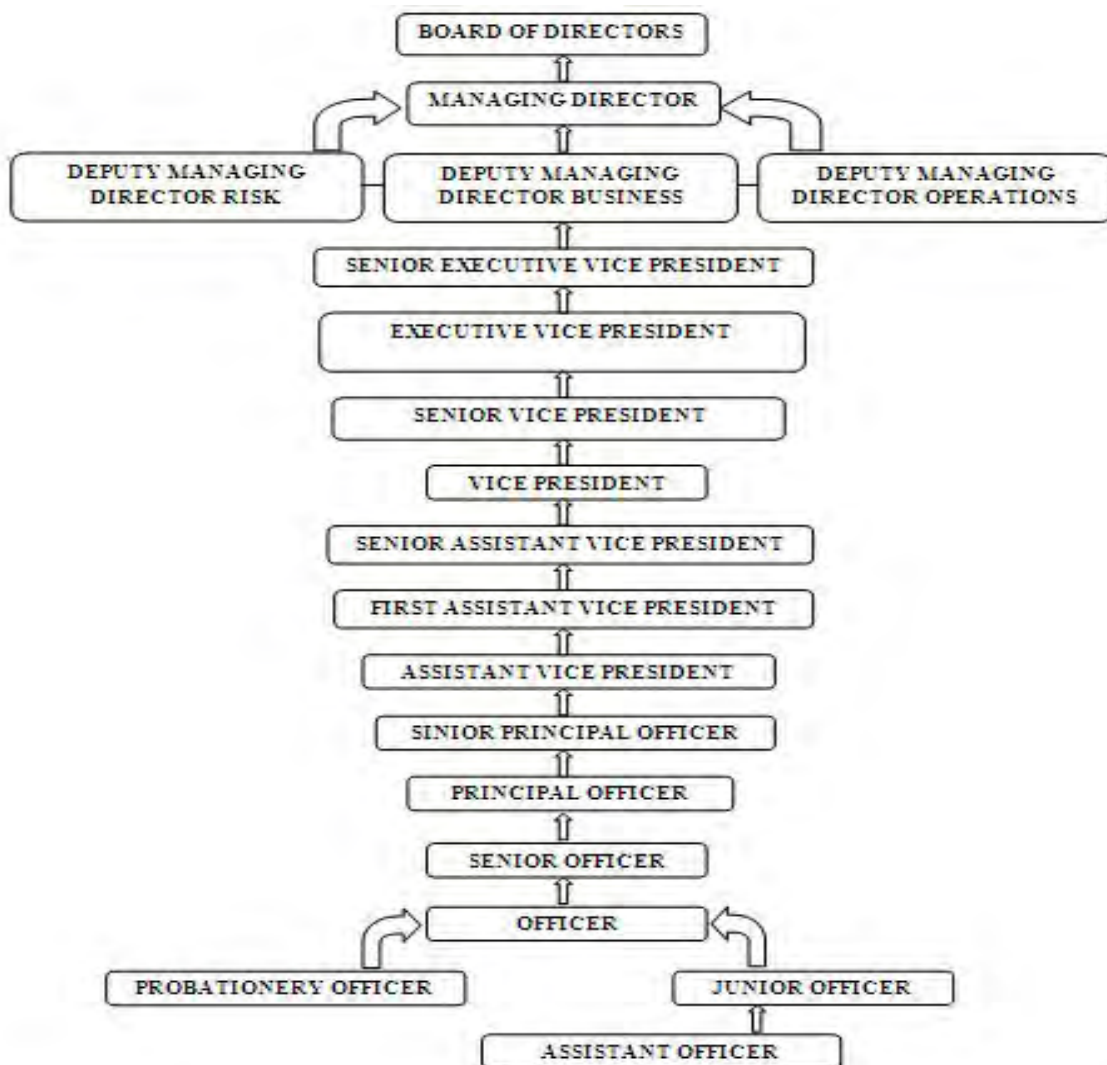 BOARD OF DIRECTORS
MANAGING DIRECTOR
DEPUTY MANAGING
DIRECTOR RISK
DEPUTY MANAGING
DIRECTOR BUSINESS
DEPUTY MANAGING
DIRECTOR OPERATIONS
SENIOR EXECUTIVE VICE PRESIDENT
EXECUTIVE VICE PRESIDENT
SENIOR VICE PRESIDENT
VICE PRESIDENT
SENIOR ASSISTANT VICE PRESIDENT
FIRST ASSISTANT VICE PRESIDENT
ASSISTANT VICE PRESIDENT
SINIOR PRINCIPAL OFFICER
PRINCIPAL OFFICER
SENIOR OFFICER
OFFICER
PROBATIONERY OFFICER
JUNIOR OFFICER
ASSISTANT OFFICER